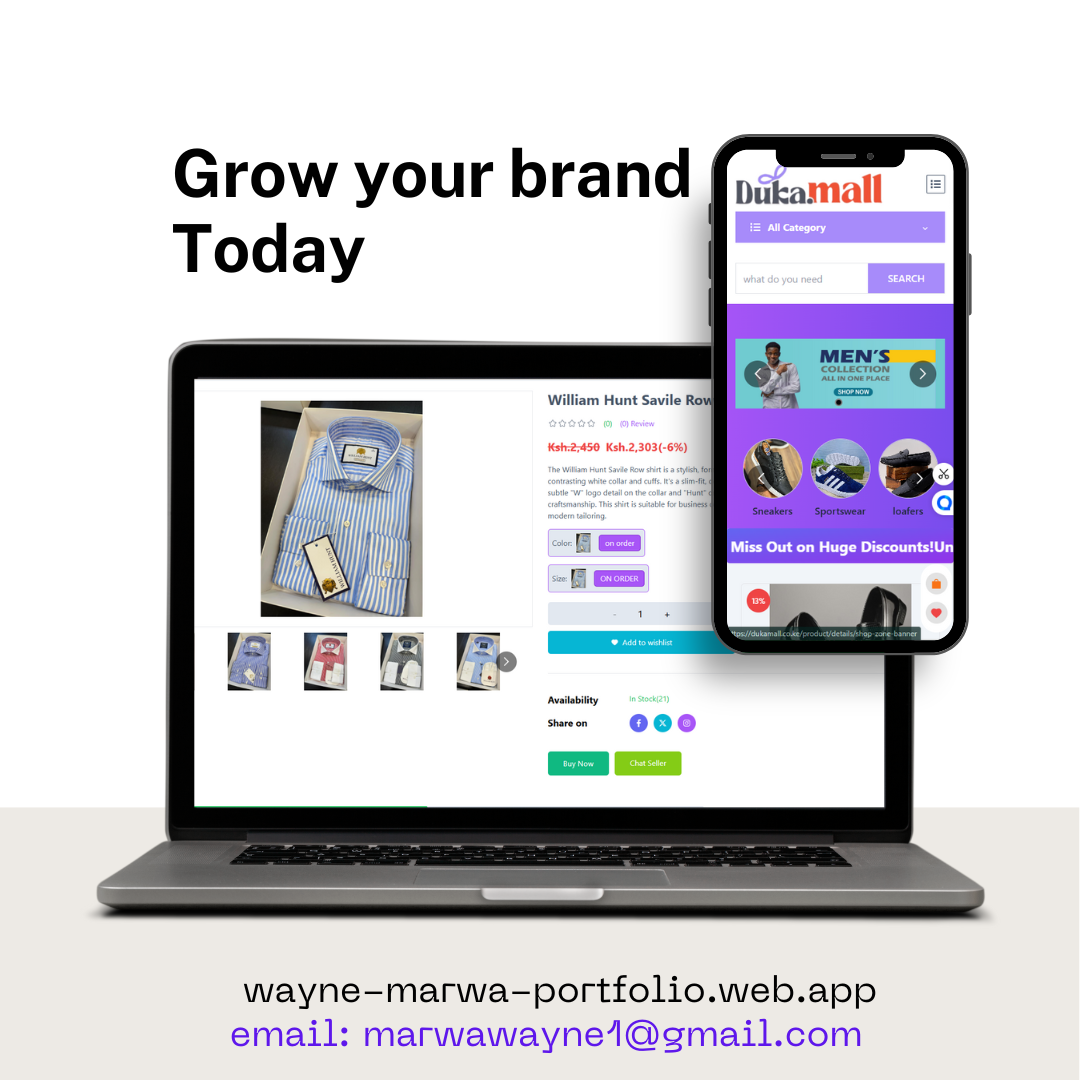 Grow your brand
Today
Duka.mall
All Category
what do you need
SEARCH
MEN'S
COLLECTION
ALL IN ONE PLACE
SHOP NOW
Sneakers
Sportswear
loafers
Miss Out on Huge Discounts!Un
13%
ttps://dukamall.co.ke/product/details/shop-zone-banner
William Hunt Savile Row
(0) (0) Review
Ksh.2,450 Ksh.2,303(-6%)
The William Hunt Savile Row shirt is a stylish, for
contrasting white collar and cuffs. It's a slim-fit,
subtle "W" logo detail on the collar and "Hunt"
craftsmanship. This shirt is suitable for business
modern tailoring.
Color: on order
Size: ON ORDER
- 1 +
Add to wishlist
Availability In Stock(21)
Share on
Buy Now Chat Seller
WILLIAM HUNT
wayne-marwa-portfolio.web.app
email: marwawayne1@gmail.com